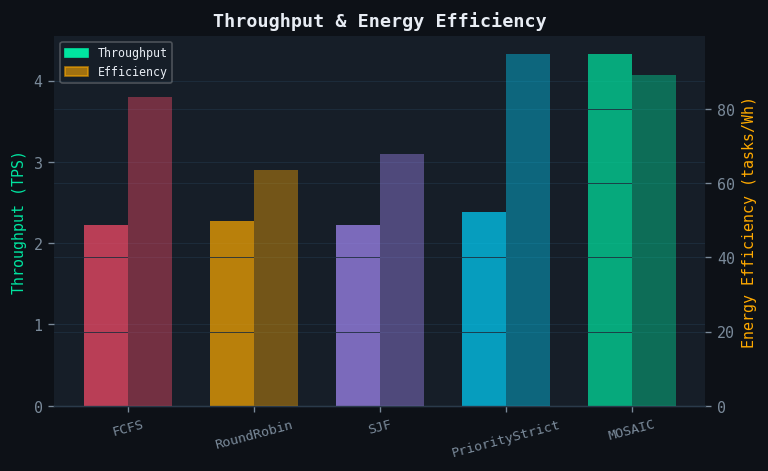 Throughput & Energy Efficiency
Throughput
Efficiency
Throughput (TPS)
4
3
2
1
0
Energy Efficiency (tasks/Wh)
80
60
40
20
0
FCFS
RoundRobin
SJF
PriorityStrict
MOSAIC